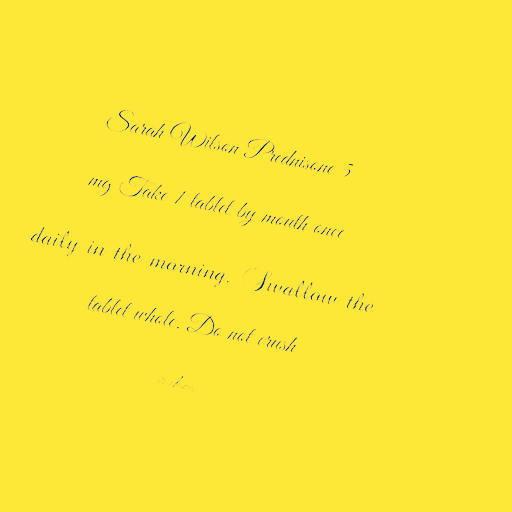 Sarah Wilson Prednisone 5
mg Take 1 tablet by mouth once
daily in the morning. Swallow the
tablet whole. Do not crush